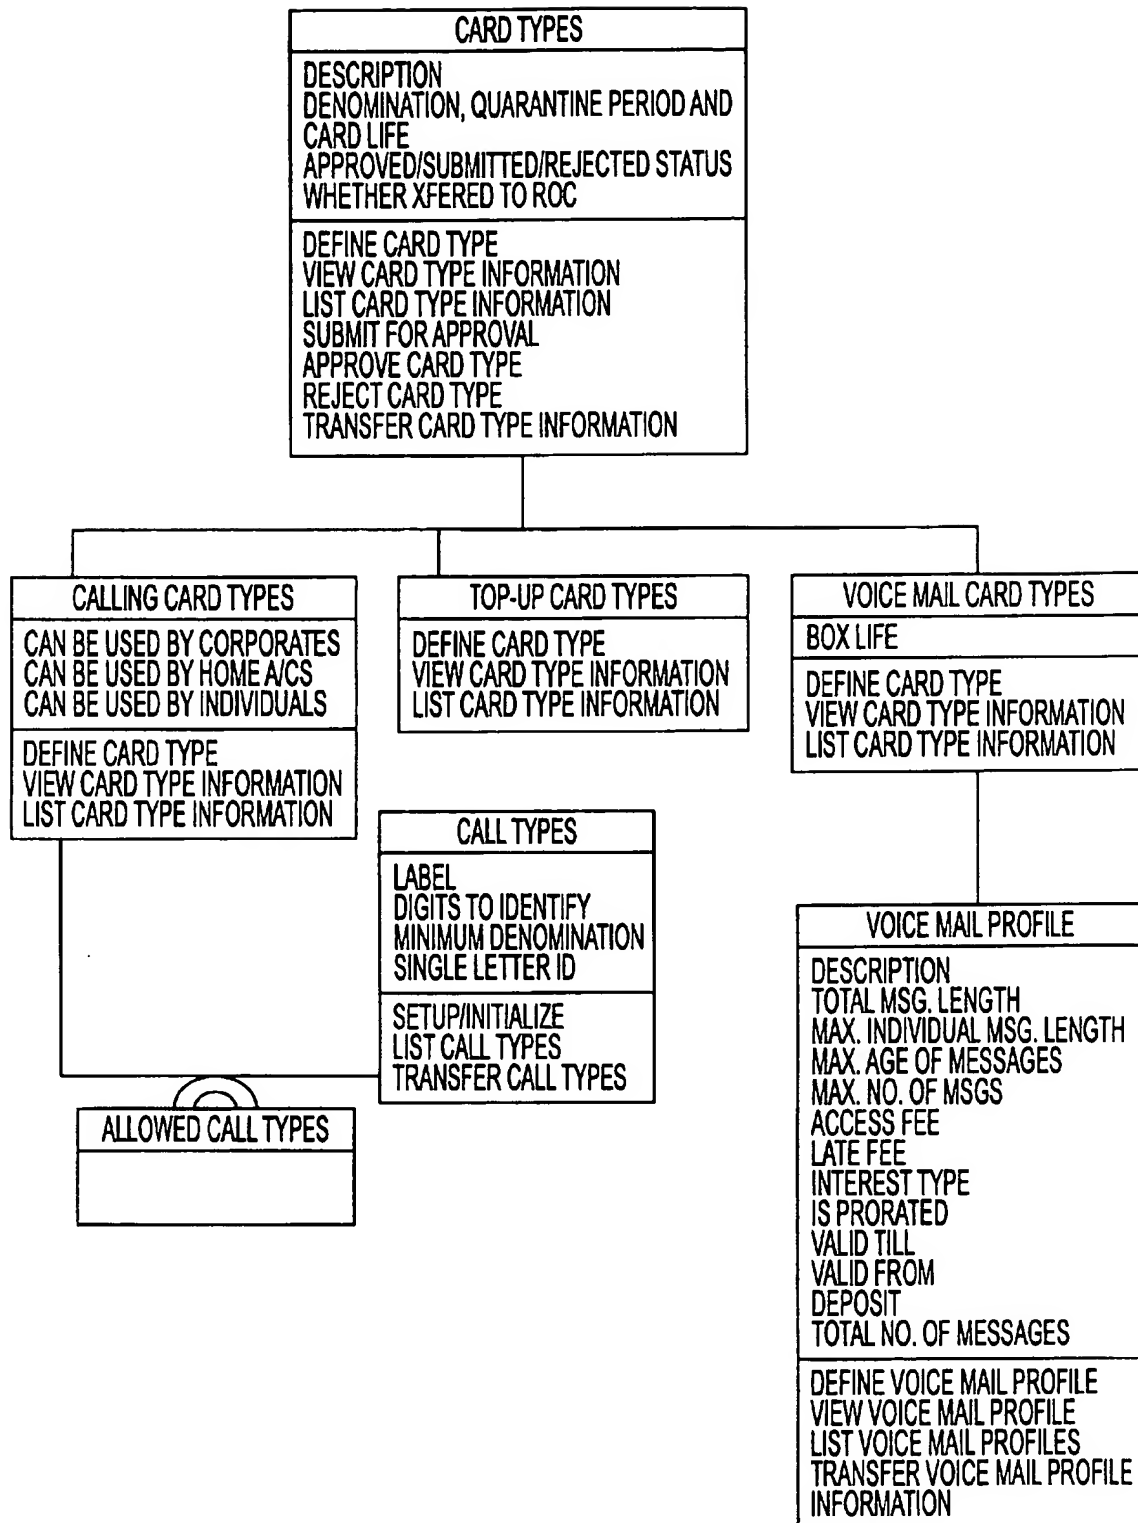 CARD TYPES
DESCRIPTION
DENOMINATION, QUARANTINE PERIOD AND
CARD LIFE
APPROVED/SUBMITTED/REJECTED STATUS
WHETHER XFERED TO ROC
DEFINE CARD TYPE
VIEW CARD TYPE INFORMATION
LIST CARD TYPE INFORMATION
SUBMIT FOR APPROVAL
APPROVE CARD TYPE
REJECT CARD TYPE
TRANSFER CARD TYPE INFORMATION
CALLING CARD TYPES
CAN BE USED BY CORPORATES
CAN BE USED BY HOME A/CS
CAN BE USED BY INDIVIDUALS
DEFINE CARD TYPE
VIEW CARD TYPE INFORMATION
LIST CARD TYPE INFORMATION
TOP-UP CARD TYPES
DEFINE CARD TYPE
VIEW CARD TYPE INFORMATION
LIST CARD TYPE INFORMATION
VOICE MAIL CARD TYPES
BOX LIFE
DEFINE CARD TYPE
VIEW CARD TYPE INFORMATION
LIST CARD TYPE INFORMATION
CALL TYPES
LABEL
DIGITS TO IDENTIFY
MINIMUM DENOMINATION
SINGLE LETTER ID
SETUP/INITIALIZE
LIST CALL TYPES
TRANSFER CALL TYPES
ALLOWED CALL TYPES
VOICE MAIL PROFILE
DESCRIPTION
TOTAL MSG. LENGTH
MAX. INDIVIDUAL MSG. LENGTH
MAX. AGE OF MESSAGES
MAX. NO. OF MSGS
ACCESS FEE
LATE FEE
INTEREST TYPE
IS PRORATED
VALID TILL
VALID FROM
DEPOSIT
TOTAL NO. OF MESSAGES
DEFINE VOICE MAIL PROFILE
VIEW VOICE MAIL PROFILE
LIST VOICE MAIL PROFILES
TRANSFER VOICE MAIL PROFILE
INFORMATION